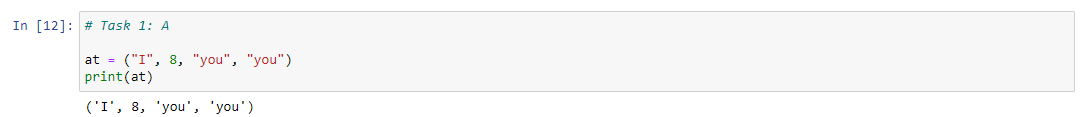 In [12]: # Task 1: A
at = ("I", 8, "you", "you")
print(at)
('I', 8, 'you', 'you')